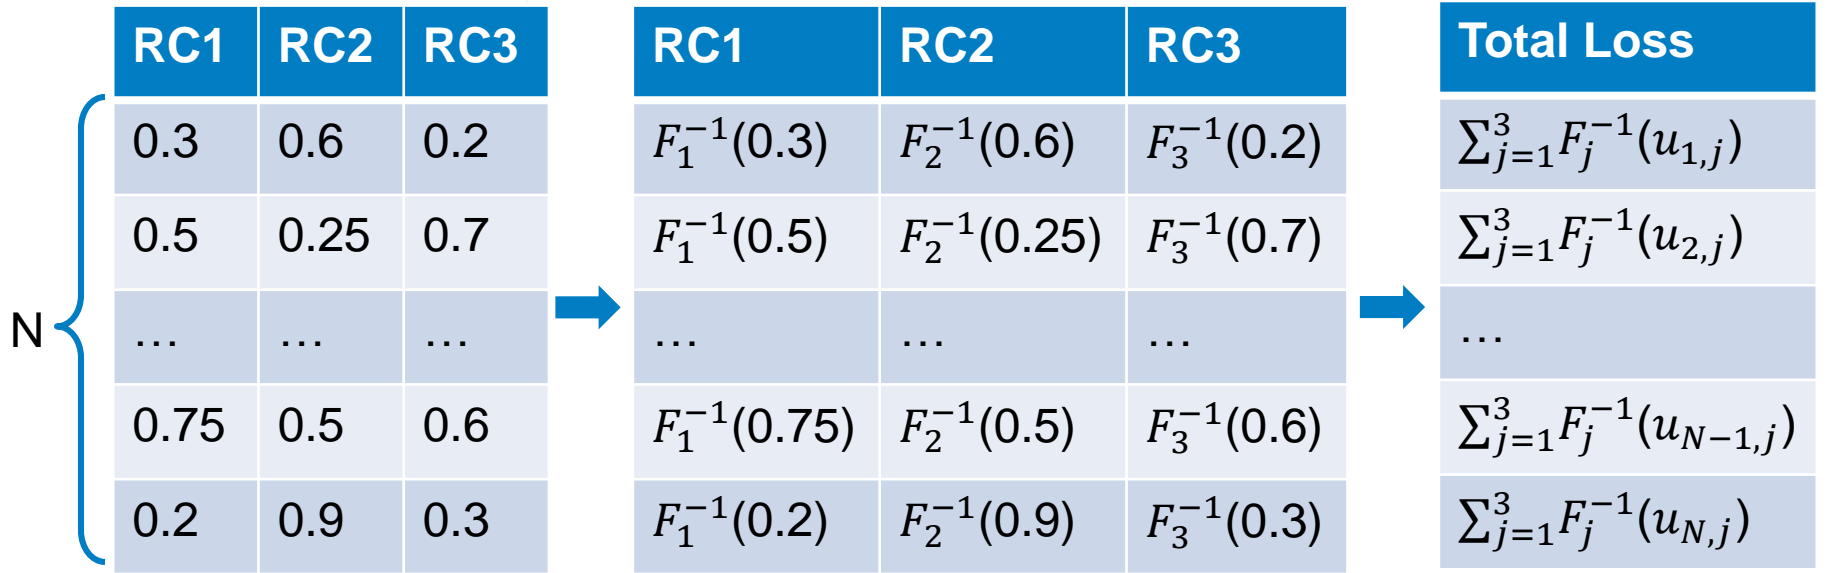 RC1 RC2 RC3 RC1 RC2 RC3 Total Loss
0.3 0.6 0.2 $F_1^{-1}(0.3)$ $F_2^{-1}(0.6)$ $F_3^{-1}(0.2)$ $\sum_{j=1}^{3} F_j^{-1}(u_{1,j})$
0.5 0.25 0.7 $F_1^{-1}(0.5)$ $F_2^{-1}(0.25)$ $F_3^{-1}(0.7)$ $\sum_{j=1}^{3} F_j^{-1}(u_{2,j})$
N … … … … … … …
0.75 0.5 0.6 $F_1^{-1}(0.75)$ $F_2^{-1}(0.5)$ $F_3^{-1}(0.6)$ $\sum_{j=1}^{3} F_j^{-1}(u_{N-1,j})$
0.2 0.9 0.3 $F_1^{-1}(0.2)$ $F_2^{-1}(0.9)$ $F_3^{-1}(0.3)$ $\sum_{j=1}^{3} F_j^{-1}(u_{N,j})$